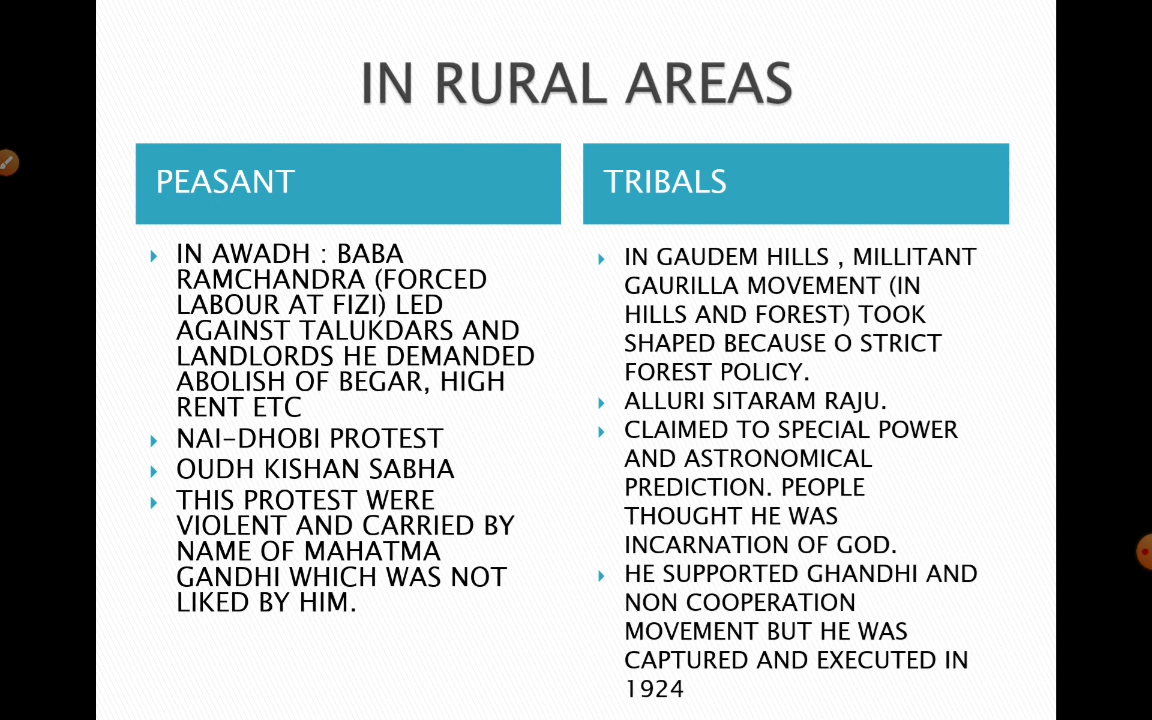 IN RURAL AREAS
PEASANT
IN AWADH : BABA
RAMCHANDRA (FORCED
LABOUR AT FIZI) LED
AGAINST TALUKDARS AND
LANDLORDS HE DEMANDED
ABOLISH OF BEGAR, HIGH
RENT ETC
NAI-DHOBI PROTEST
OUDH KISHAN SABHA
THIS PROTEST WERE
VIOLENT AND CARRIED BY
NAME OF MAHATMA
GANDHI WHICH WAS NOT
LIKED BY HIM.
TRIBALS
IN GAUDEM HILLS , MILLITANT
GAURILLA MOVEMENT (IN
HILLS AND FOREST) TOOK
SHAPED BECAUSE O STRICT
FOREST POLICY.
ALLURI SITARAM RAJU.
CLAIMED TO SPECIAL POWER
AND ASTRONOMICAL
PREDICTION. PEOPLE
THOUGHT HE WAS
INCARNATION OF GOD.
HE SUPPORTED GHANDHI AND
NON COOPERATION
MOVEMENT BUT HE WAS
CAPTURED AND EXECUTED IN
1924